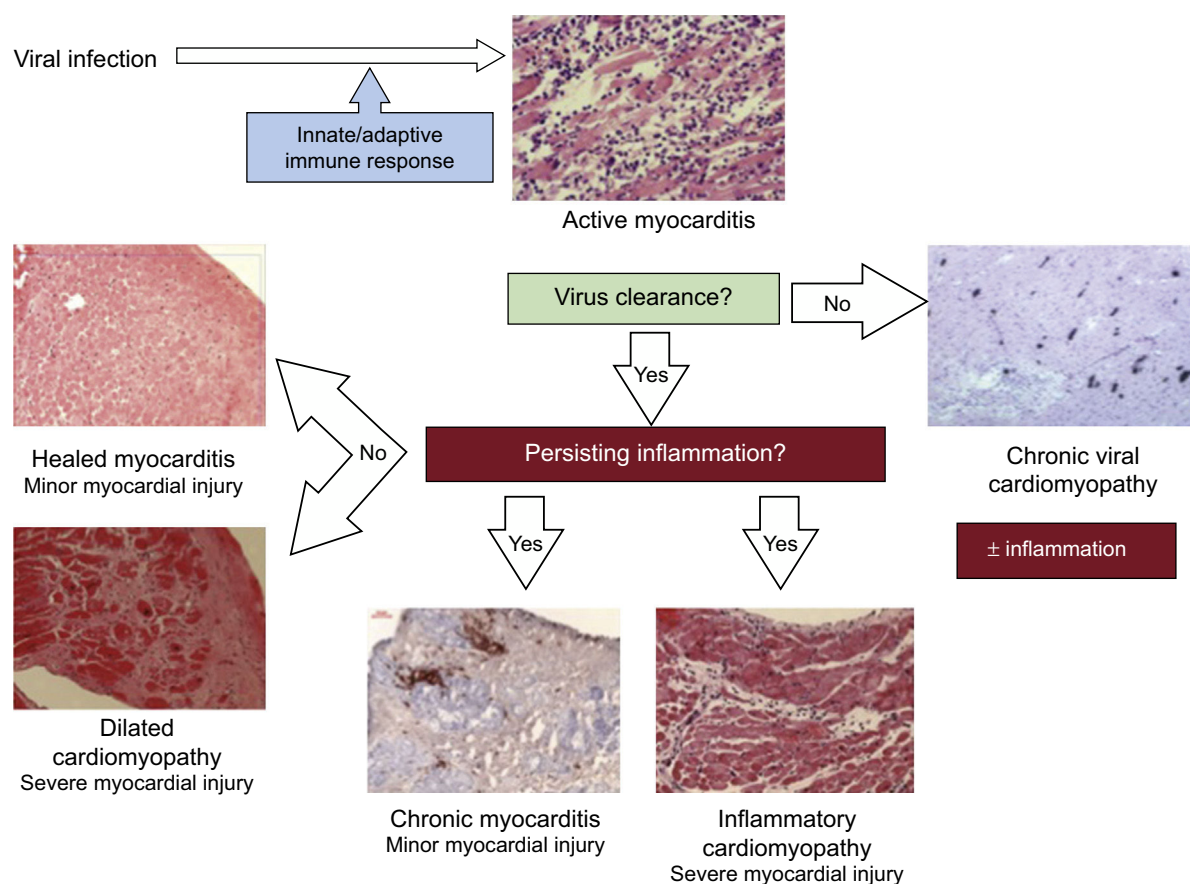 Viral infection
Innate/adaptive
immune response
Active myocarditis
Virus clearance?
No
Yes
Healed myocarditis
Minor myocardial injury
No
Persisting inflammation?
Chronic viral
cardiomyopathy
± inflammation
Yes
Yes
Dilated
cardiomyopathy
Severe myocardial injury
Chronic myocarditis
Minor myocardial injury
Inflammatory
cardiomyopathy
Severe myocardial injury